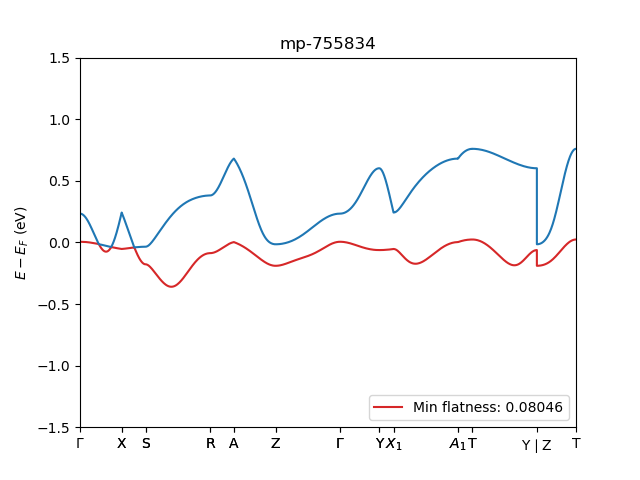 mp-755834
E − E_F (eV)
1.5
1.0
0.5
0.0
−0.5
−1.0
−1.5
Min flatness: 0.08046
Γ X S R A Z Γ Y X₁ A₁ T Y | Z T